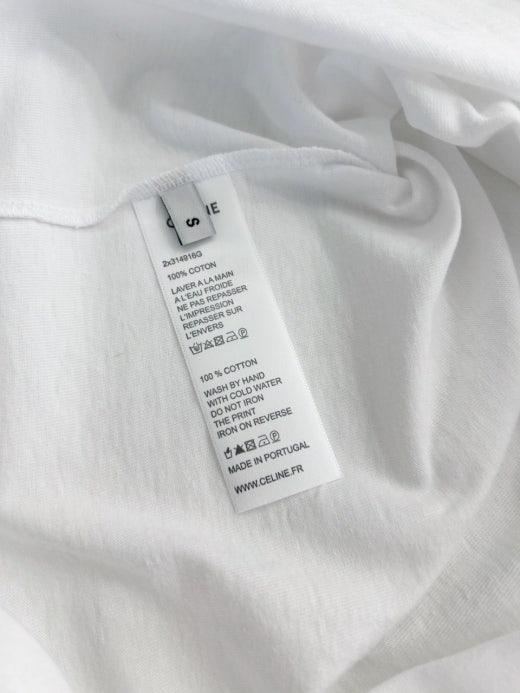 S
2x314916G
100% COTON
LAVER A LA MAIN
A L'EAU FROIDE
NE PAS REPASSER
L'IMPRESSION
REPASSER SUR
L'ENVERS
100 % COTTON
WASH BY HAND
WITH COLD WATER
DO NOT IRON
THE PRINT
IRON ON REVERSE
MADE IN PORTUGAL
WWW.CELINE.FR